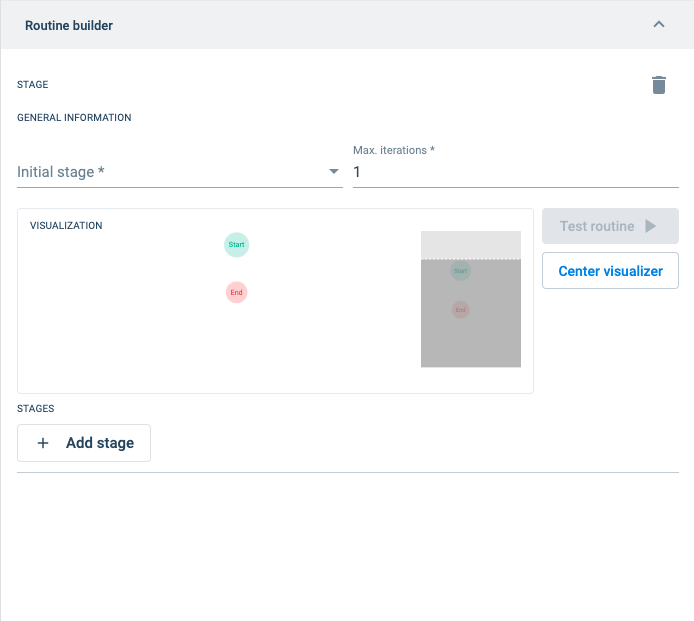 Routine builder
STAGE
GENERAL INFORMATION
Initial stage *
Max. iterations *
1
VISUALIZATION
Start
End
Start
End
Test routine
Center visualizer
STAGES
+ Add stage